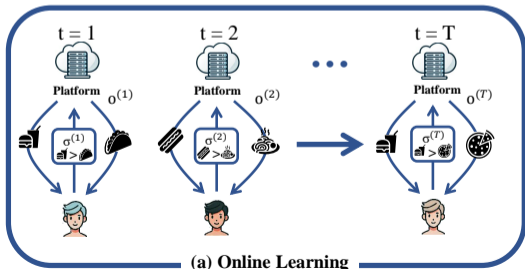 t = 1
t = 2
t = T
Platform
Platform
Platform
o^(1)
o^(2)
o^(T)
σ^(1)
>
σ^(2)
>
σ^(T)
>
(a) Online Learning